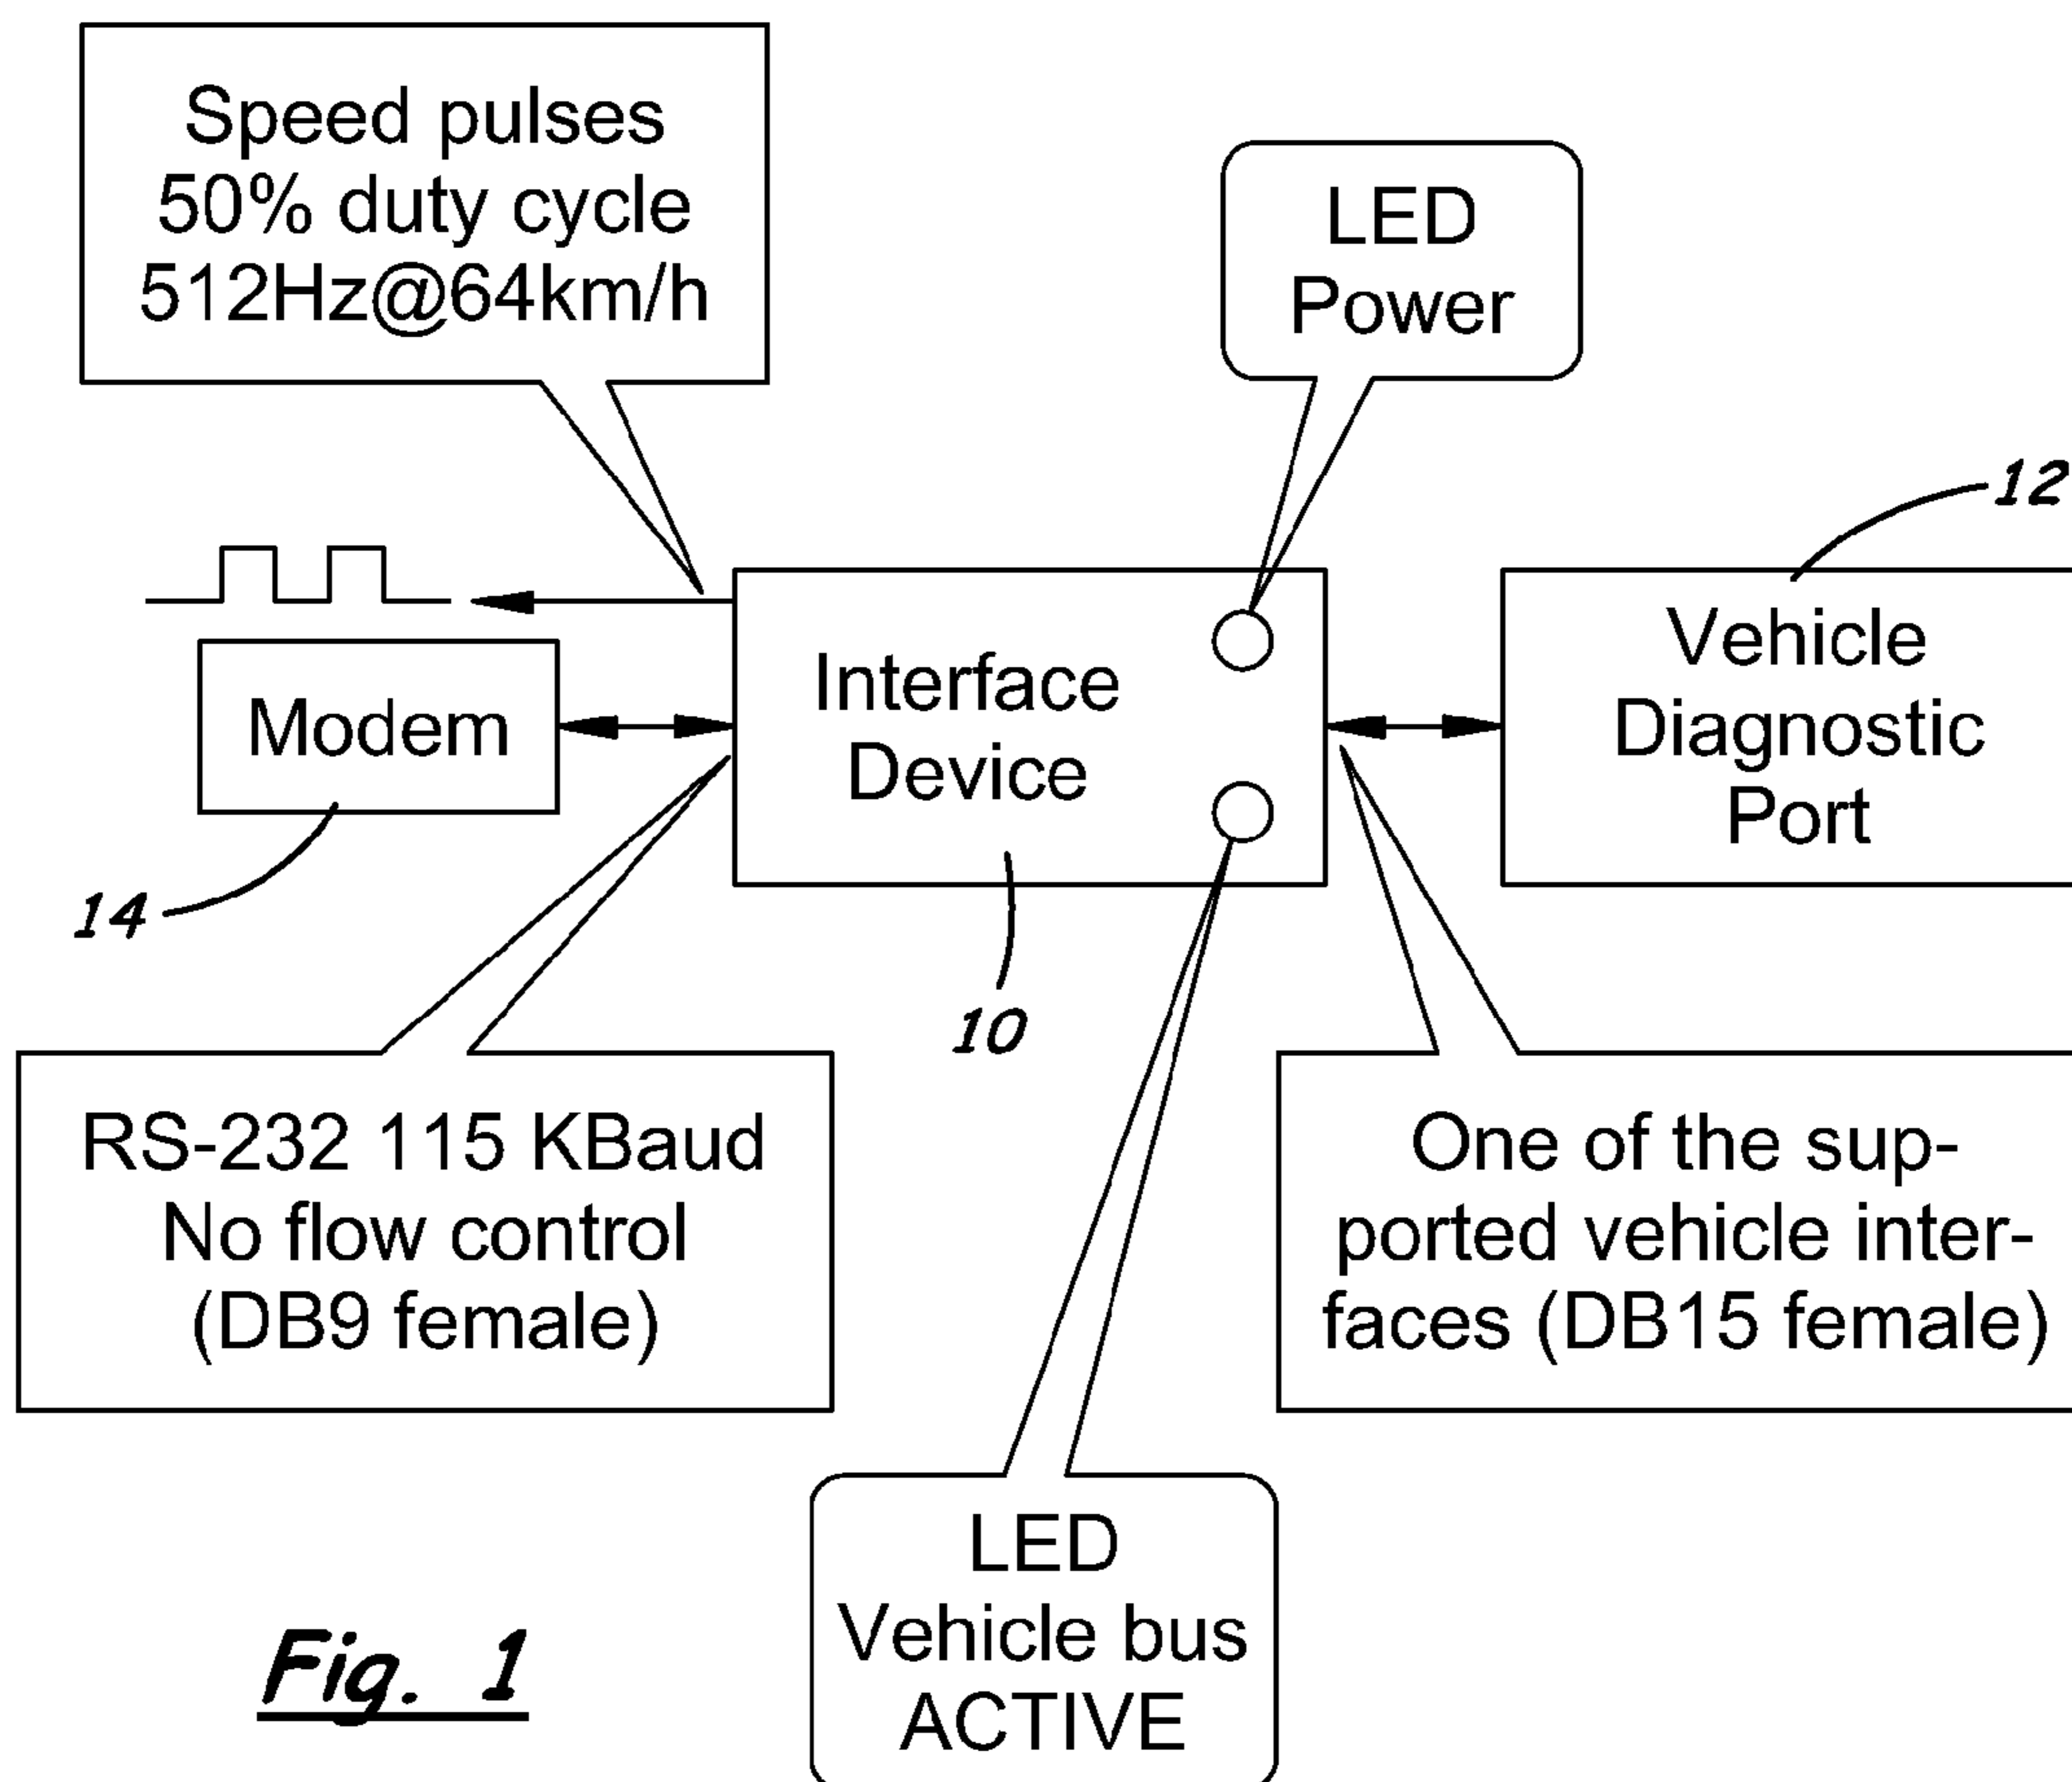 Speed pulses
50% duty cycle
512Hz@64km/h
LED
Power
12
Interface
Device
Vehicle
Diagnostic
Port
Modem
14
10
RS-232 115 KBaud
No flow control
(DB9 female)
One of the sup-
ported vehicle inter-
faces (DB15 female)
LED
Vehicle bus
ACTIVE
Fig. 1